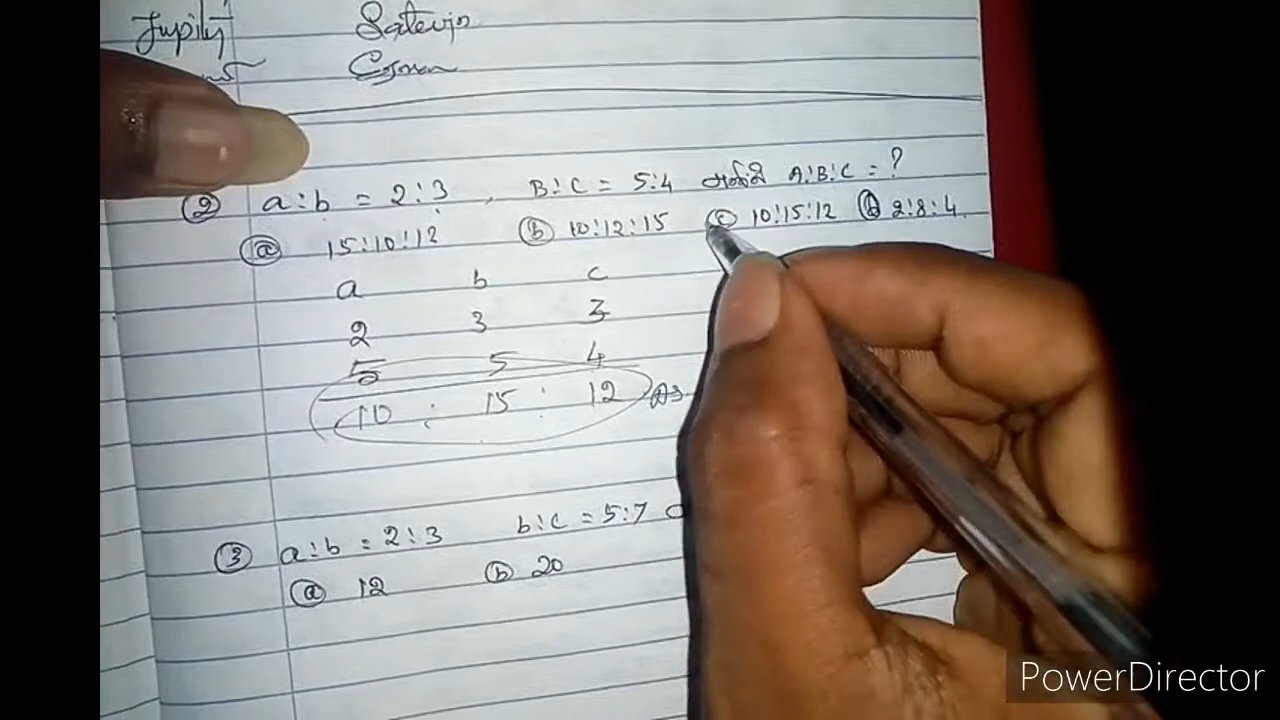 ② a:b = 2:3 , B:C = 5:4 எனில் A:B:C = ?
ⓐ 15:10:12 ⓑ 10:12:15 ⓒ 10:15:12 ⓓ 2:8:4
a b c
2 3 3
5 5 4
10 : 15 : 12
③ a:b = 2:3 b:c = 5:7
ⓐ 12 ⓑ 20
PowerDirector